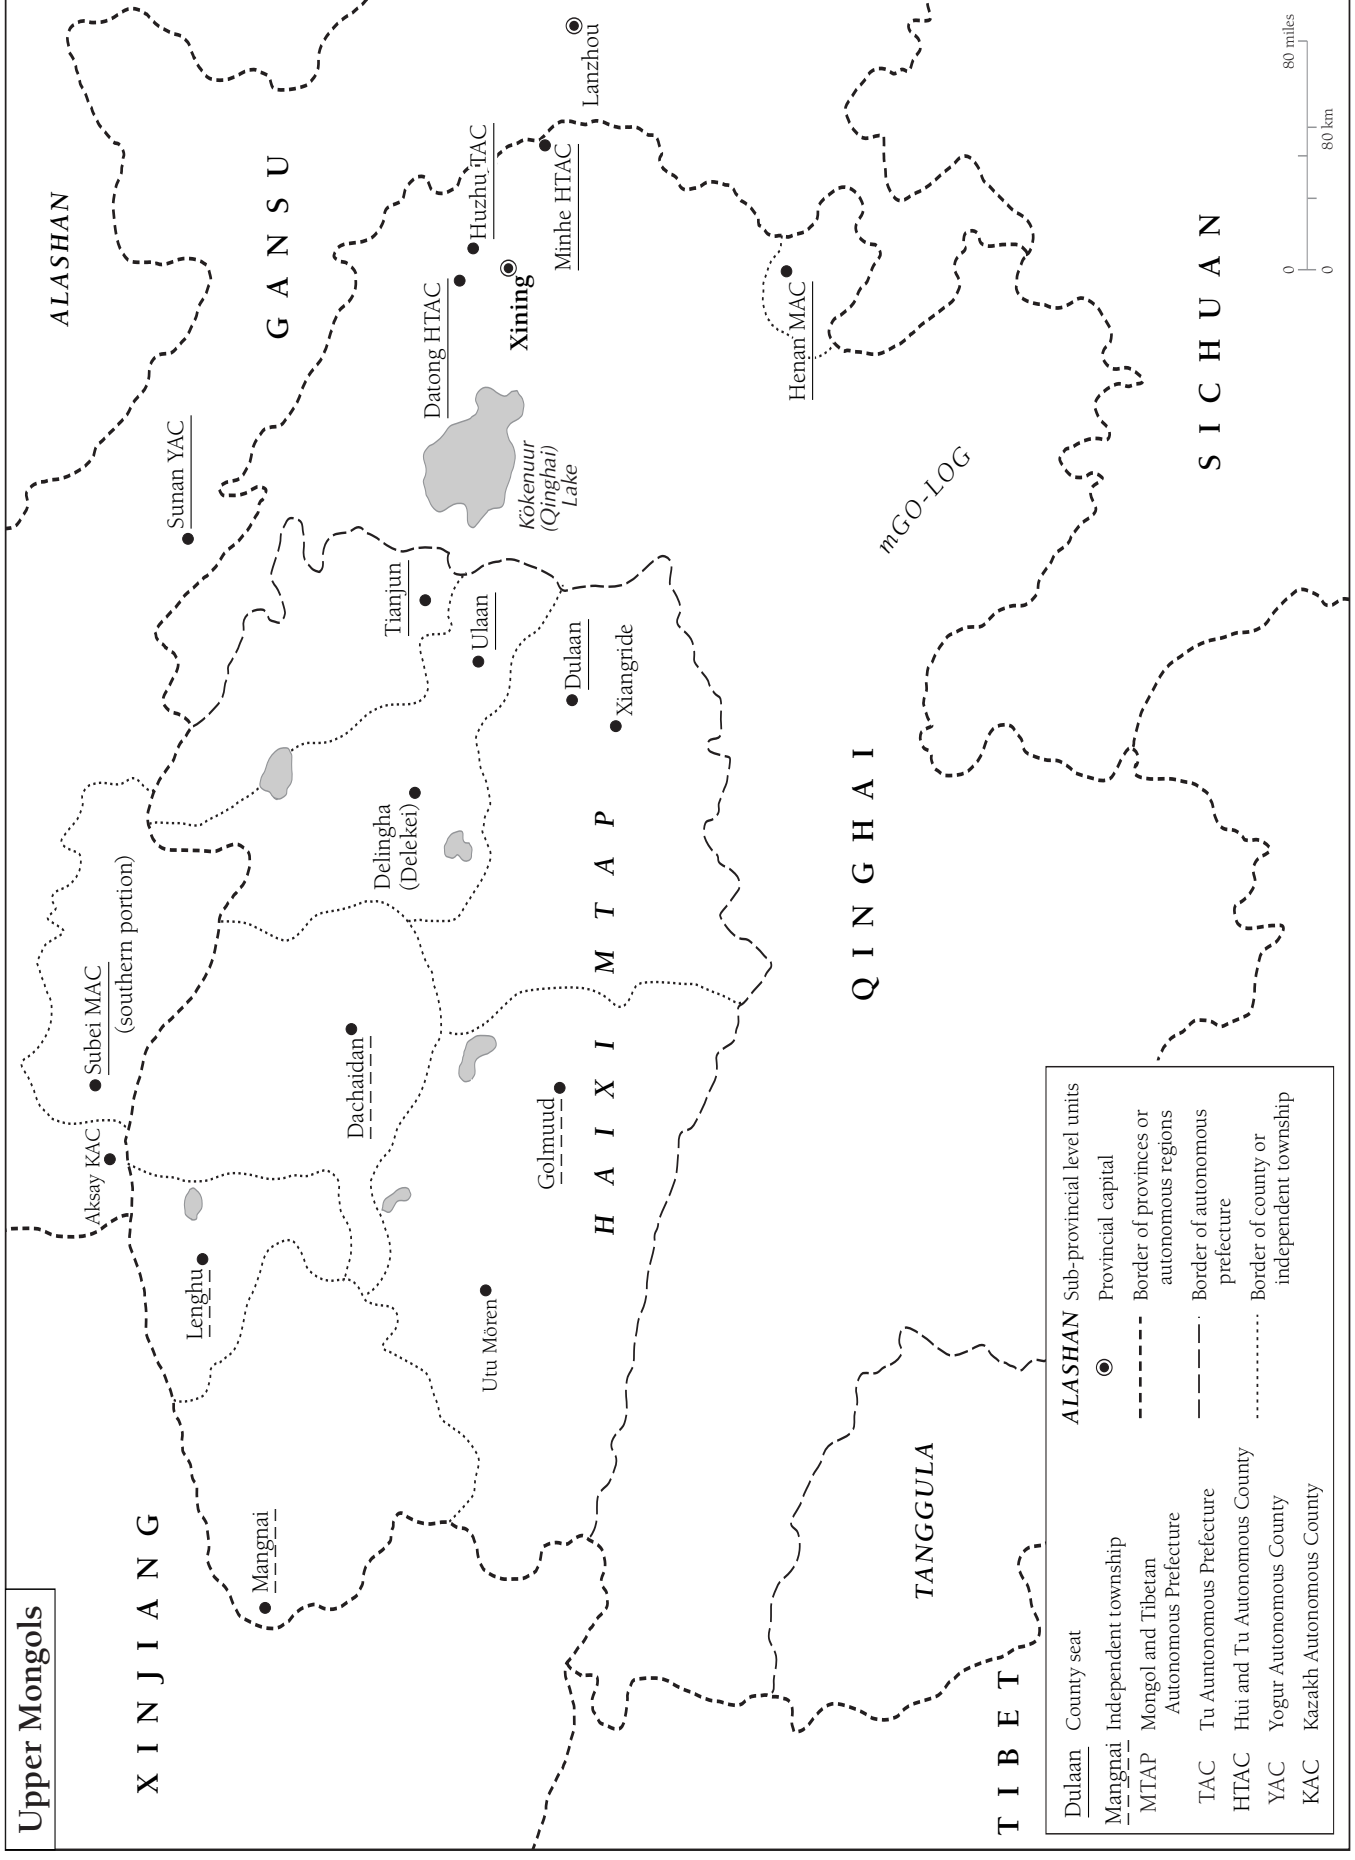 Upper Mongols
XINJIANG
ALASHAN
GANSU
Mangnai
Lenghu
Aksay KAC
Subei MAC
(southern portion)
Sunan YAC
Dachaidan
Delingha
(Delekei)
Tianjun
Ulaan
Datong HTAC
Huzhu TAC
Xining
Minhe HTAC
Lanzhou
Kökenuur
(Qinghai)
Lake
Utu Mören
Golmuud
Dulaan
Xiangride
HAIXI MTAP
Henan MAC
QINGHAI
mGO-LOG
TANGGULA
TIBET
SICHUAN
Dulaan County seat
Mangnai Independent township
MTAP Mongol and Tibetan
Autonomous Prefecture
TAC Tu Auntonomous Prefecture
HTAC Hui and Tu Autonomous County
YAC Yogur Autonomous County
KAC Kazakh Autonomous County
ALASHAN Sub-provincial level units
Provincial capital
Border of provinces or
autonomous regions
Border of autonomous
prefecture
Border of county or
independent township
0 80 miles
0 80 km